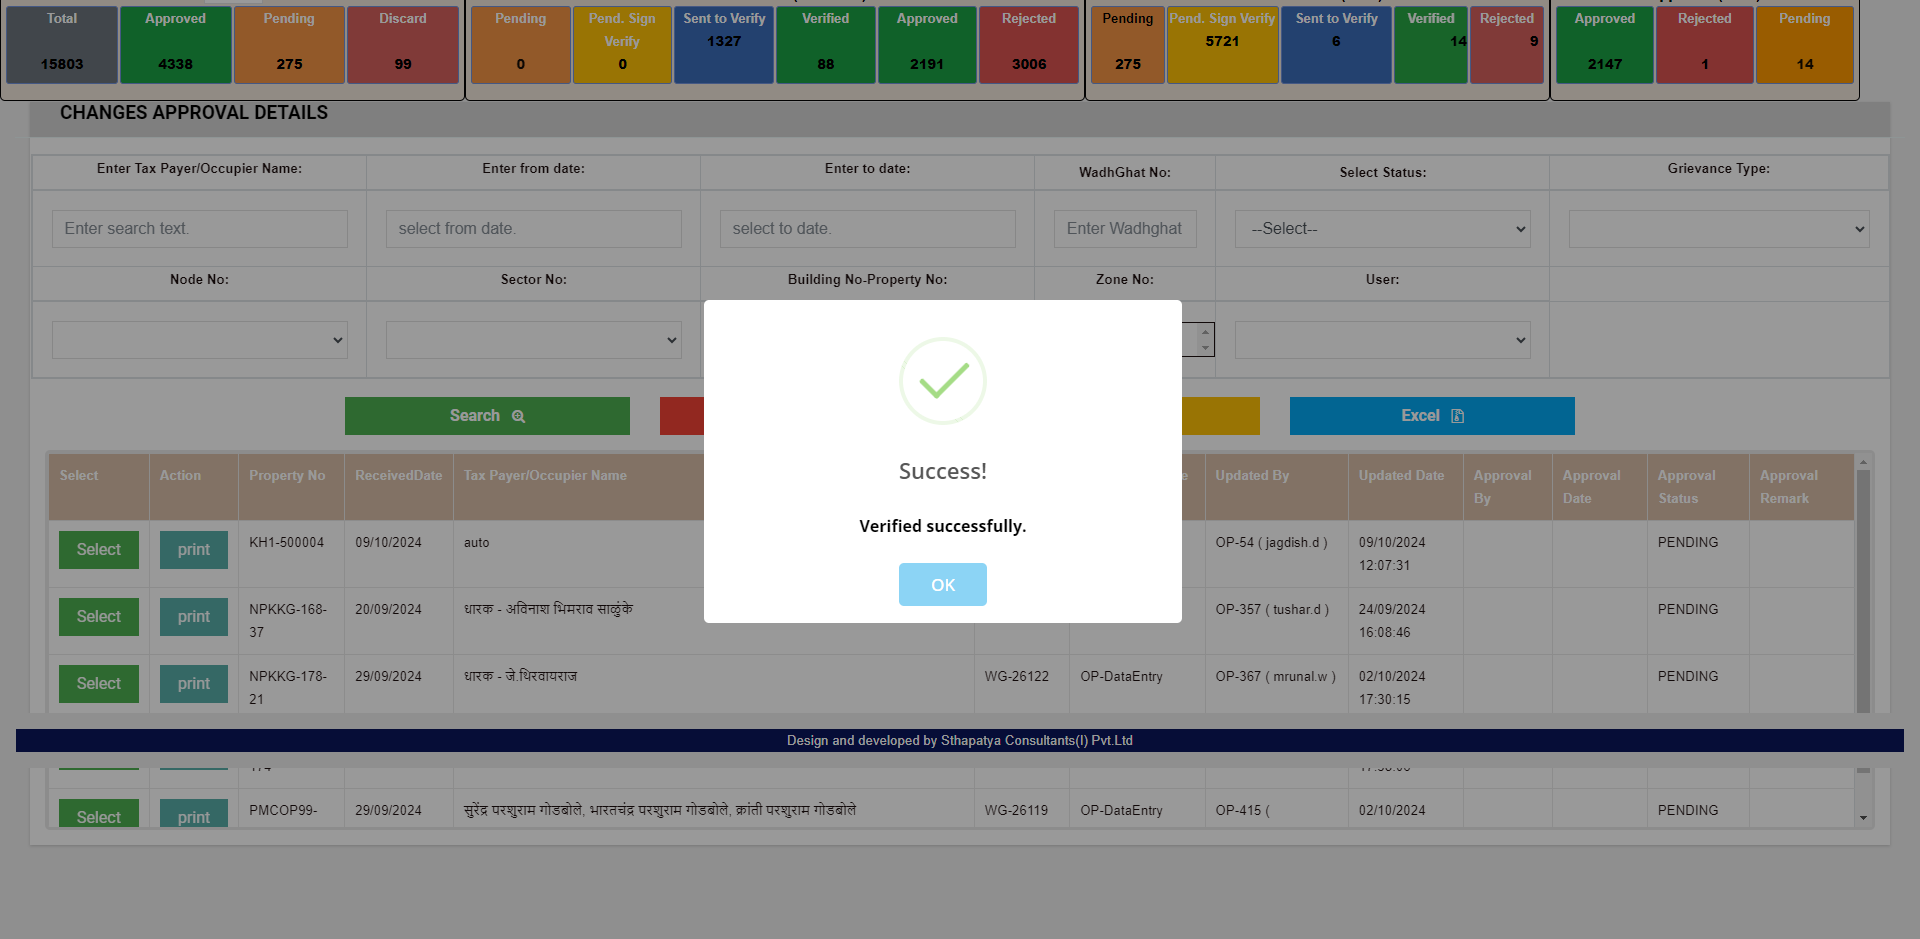 Total Approved Pending Discard
15803 4338 275 99
Pending Pend. Sign Verify Sent to Verify Verified Approved Rejected
0 0 1327 88 2191 3006
Pending Pend. Sign Verify Sent to Verify Verified Rejected
275 5721 6 14 9
Approved Rejected Pending
2147 1 14
CHANGES APPROVAL DETAILS
Enter Tax Payer/Occupier Name: Enter from date: Enter to date: WadhGhat No: Select Status: Grievance Type:
Enter search text. select from date. select to date. Enter Wadhghat --Select--
Node No: Sector No: Building No-Property No: Zone No: User:
Search Excel
Success!
Verified successfully.
OK
Select Action Property No ReceivedDate Tax Payer/Occupier Name Updated By Updated Date Approval By Approval Date Approval Status Approval Remark
Select print KH1-500004 09/10/2024 auto OP-54 ( jagdish.d ) 09/10/2024 12:07:31 PENDING
Select print NPKKG-168-37 20/09/2024 धारक - अविनाश भिमराव साळुंके OP-357 ( tushar.d ) 24/09/2024 16:08:46 PENDING
Select print NPKKG-178-21 29/09/2024 धारक - जे.थिरवायराज WG-26122 OP-DataEntry OP-367 ( mrunal.w ) 02/10/2024 17:30:15 PENDING
Design and developed by Sthapatya Consultants(I) Pvt.Ltd
Select print PMCOP99- 29/09/2024 सुरेंद्र परशुराम गोडबोले, भारतचंद्र परशुराम गोडबोले, क्रांती परशुराम गोडबोले WG-26119 OP-DataEntry OP-415 ( 02/10/2024 PENDING